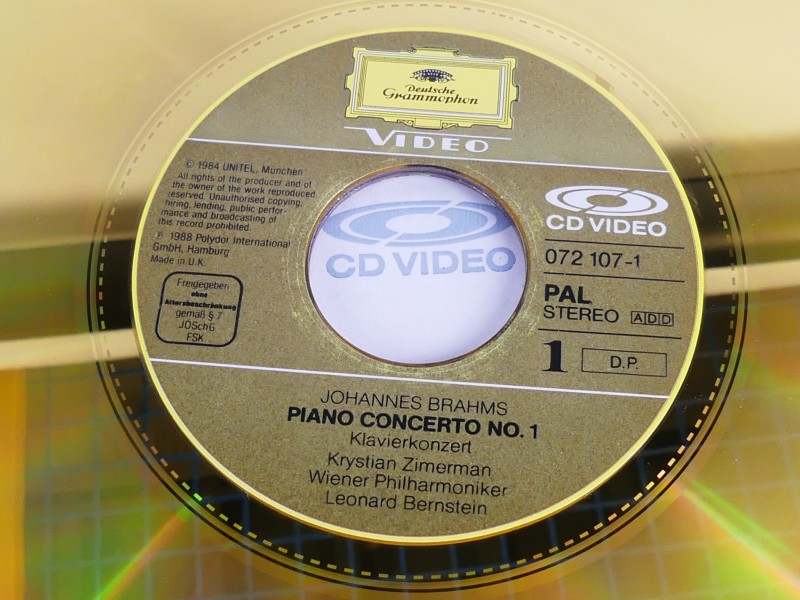 Deutsche
Grammophon
VIDEO
© 1984 UNITEL, München
All rights of the producer and of
the owner of the work reproduced
reserved. Unauthorised copying,
hiring, lending, public perfor-
mance and broadcasting of
this record prohibited.
℗ 1988 Polydor International
GmbH, Hamburg
Made in U.K.
Freigegeben
ohne
Altersbeschränkung
gemäß § 7
JÖSchG
FSK
CD VIDEO
CD VIDEO
072 107-1
PAL
STEREO ADD
1 D.P.
JOHANNES BRAHMS
PIANO CONCERTO NO. 1
Klavierkonzert
Krystian Zimerman
Wiener Philharmoniker
Leonard Bernstein